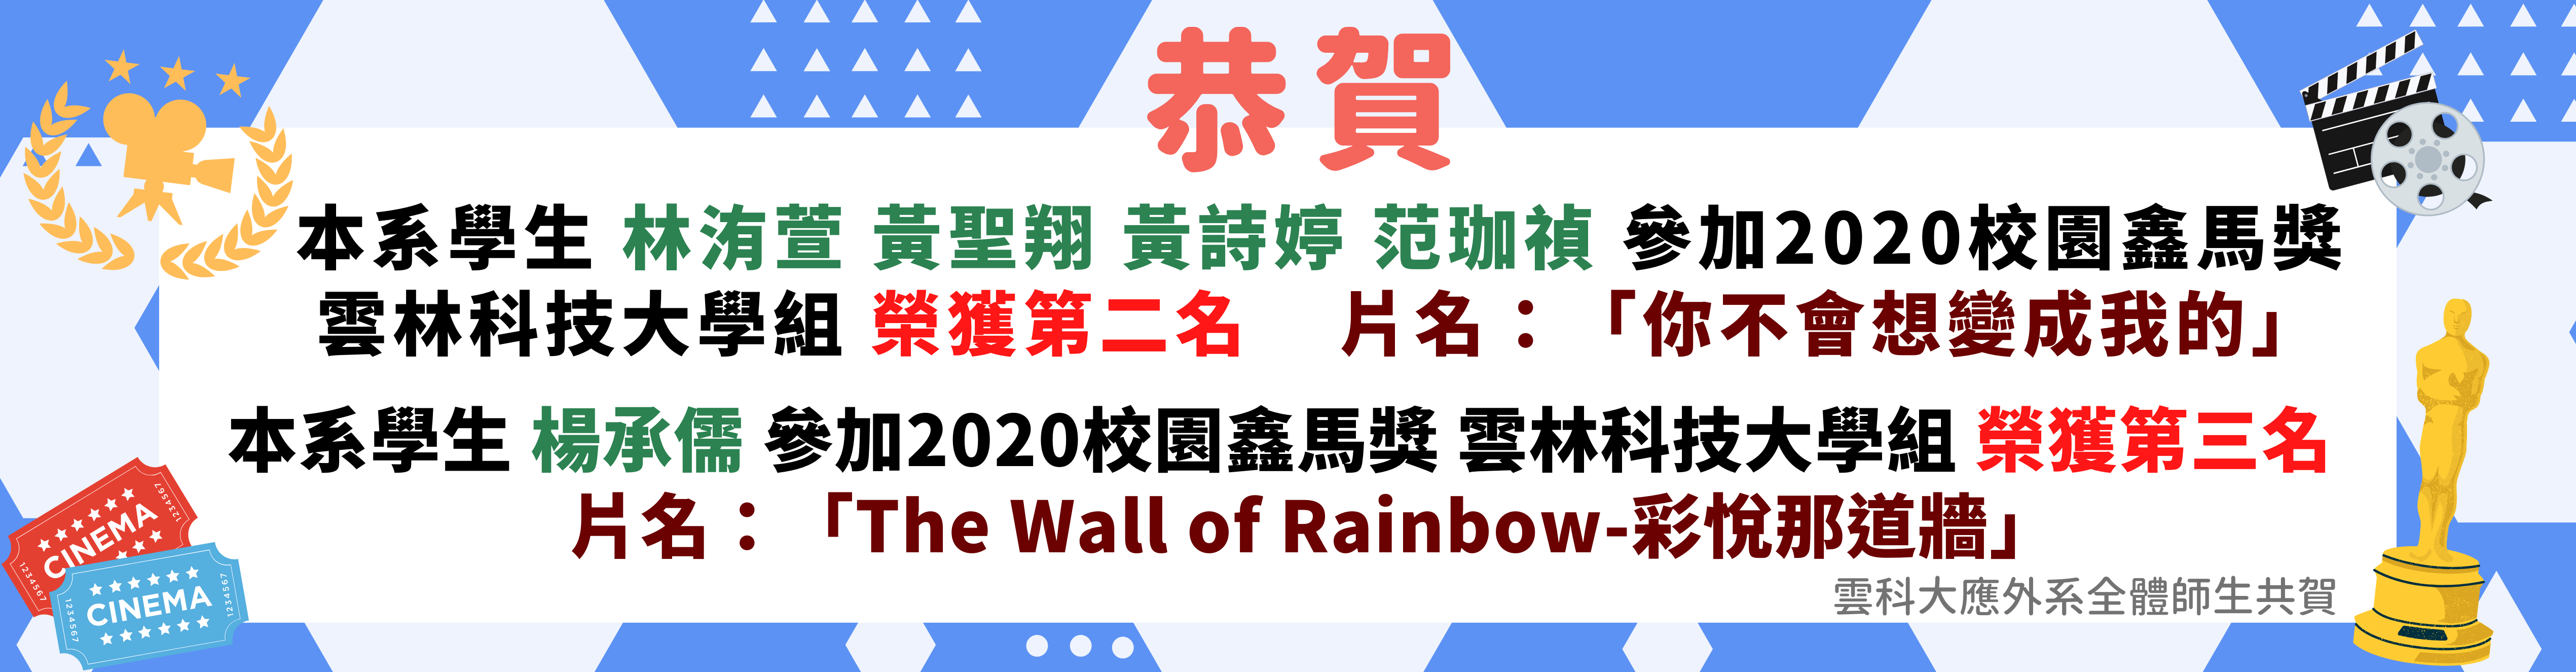 恭賀
本系學生 林洧萱 黃聖翔 黃詩婷 范珈禎 參加2020校園鑫馬獎
雲林科技大學組 榮獲第二名 片名：「你不會想變成我的」
本系學生 楊承儒 參加2020校園鑫馬獎 雲林科技大學組 榮獲第三名
片名：「The Wall of Rainbow-彩悅那道牆」
雲科大應外系全體師生共賀
CINEMA
1234567
1234567
CINEMA
1234567
1234567